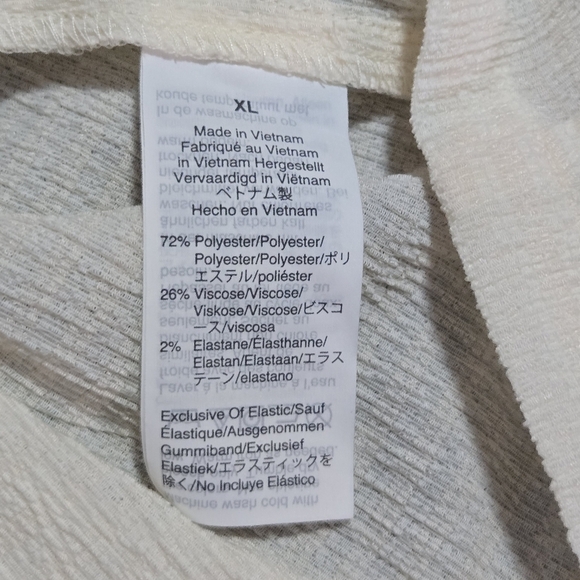 XL
Made in Vietnam
Fabriqué au Vietnam
in Vietnam Hergestellt
Vervaardigd in Viëtnam
ベトナム製
Hecho en Vietnam
72% Polyester/Polyester/
Polyester/Polyester/ポリ
エステル/poliéster
26% Viscose/Viscose/
Viskose/Viscose/ビスコ
ース/viscosa
2% Elastane/Élasthanne/
Elastan/Elastaan/エラス
テーン/elastano
Exclusive Of Elastic/Sauf
Élastique/Ausgenommen
Gummiband/Exclusief
Elastiek/エラスティックを
除く/No Incluye Elástico